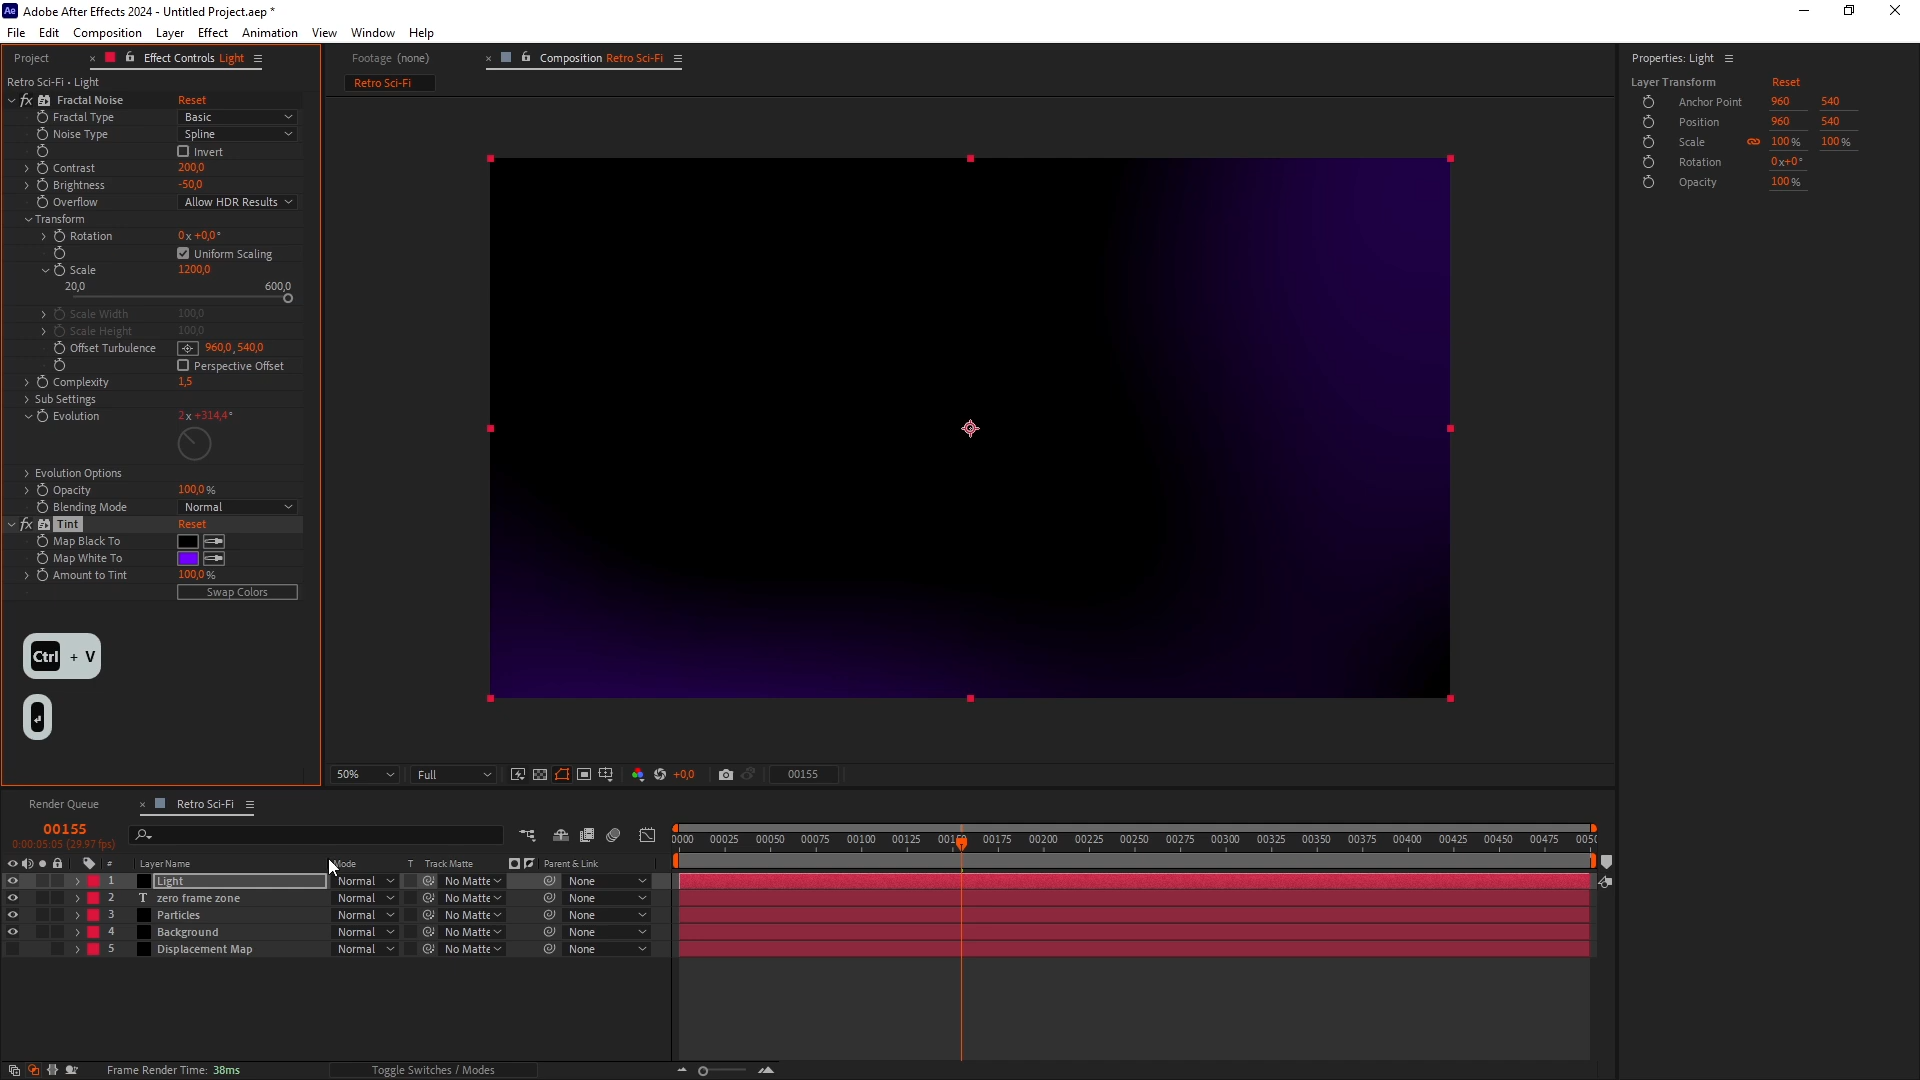 Ae Adobe After Effects 2024 - Untitled Project.aep *
File Edit Composition Layer Effect Animation View Window Help
Project Effect Controls Light
Footage (none) Composition Retro Sci-Fi
Properties: Light
Retro Sci-Fi • Light
Retro Sci-Fi
Layer Transform Reset
Fractal Noise Reset
Anchor Point 960 540
Fractal Type Basic
Position 960 540
Noise Type Spline
Scale 100 % 100 %
Invert
Rotation 0x+0°
Contrast 200,0
Opacity 100 %
Brightness -50,0
Overflow Allow HDR Results
Transform
Rotation 0x+0,0°
Uniform Scaling
Scale 1200,0
20,0 600,0
Scale Width 100,0
Scale Height 100,0
Offset Turbulence 960,0,540,0
Perspective Offset
Complexity 1,5
Sub Settings
Evolution 2x+314,4°
Evolution Options
Opacity 100,0 %
Blending Mode Normal
Tint Reset
Map Black To
Map White To
Amount to Tint 100,0 %
Swap Colors
Ctrl + V
50% Full +0,0 00155
Render Queue Retro Sci-Fi
00155
0:00:05:05 (29.97 fps)
00025 00050 00075 00100 00125 00175 00200 00225 00250 00275 00300 00325 00350 00375 00400 00425 00450 00475
# Layer Name Mode T Track Matte Parent & Link
1 Light Normal No Matte None
2 T zero frame zone Normal No Matte None
3 Particles Normal No Matte None
4 Background Normal No Matte None
5 Displacement Map Normal No Matte None
Frame Render Time: 38ms Toggle Switches / Modes